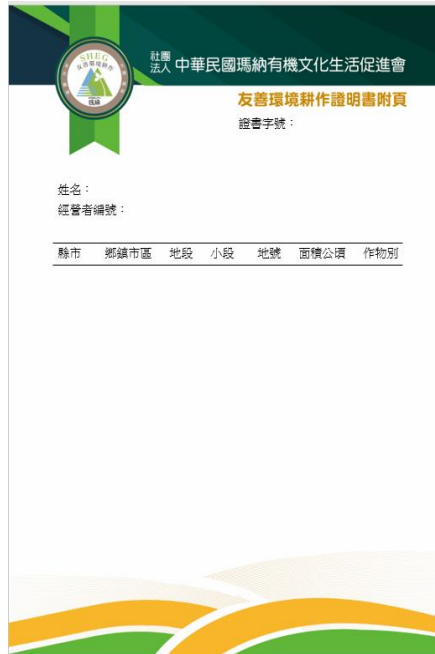 社團法人 中華民國瑪納有機文化生活促進會
SHEG
友善環境耕作
瑪納
友善環境耕作證明書附頁
證書字號：
姓名：
經營者編號：
縣市 鄉鎮市區 地段 小段 地號 面積公頃 作物別